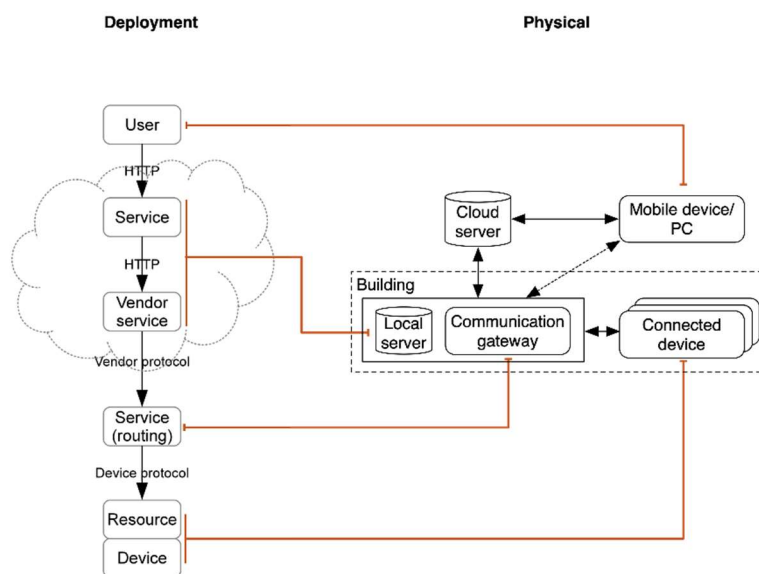 Deployment
Physical
User
HTTP
Service
HTTP
Vendor
service
Vendor protocol
Service
(routing)
Device protocol
Resource
Device
Cloud
server
Mobile device/
PC
Building
Local
server
Communication
gateway
Connected
device